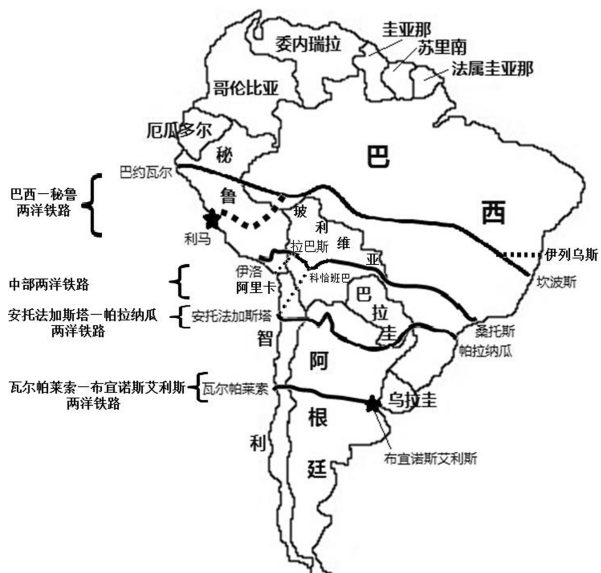 圭亚那
委内瑞拉
苏里南
法属圭亚那
哥伦比亚
厄瓜多尔
秘
鲁
巴
西
巴约瓦尔
巴西一秘鲁
两洋铁路
利马
玻
利
维
亚
拉巴斯
伊列乌斯
坎波斯
伊洛
阿里卡
科恰班巴
中部两洋铁路
巴
拉
圭
安托法加斯塔一帕拉纳瓜
两洋铁路
安托法加斯塔
桑托斯
帕拉纳瓜
智
利
阿
根
廷
瓦尔帕莱索一布宜诺斯艾利斯
两洋铁路
瓦尔帕莱索
乌拉圭
布宜诺斯艾利斯